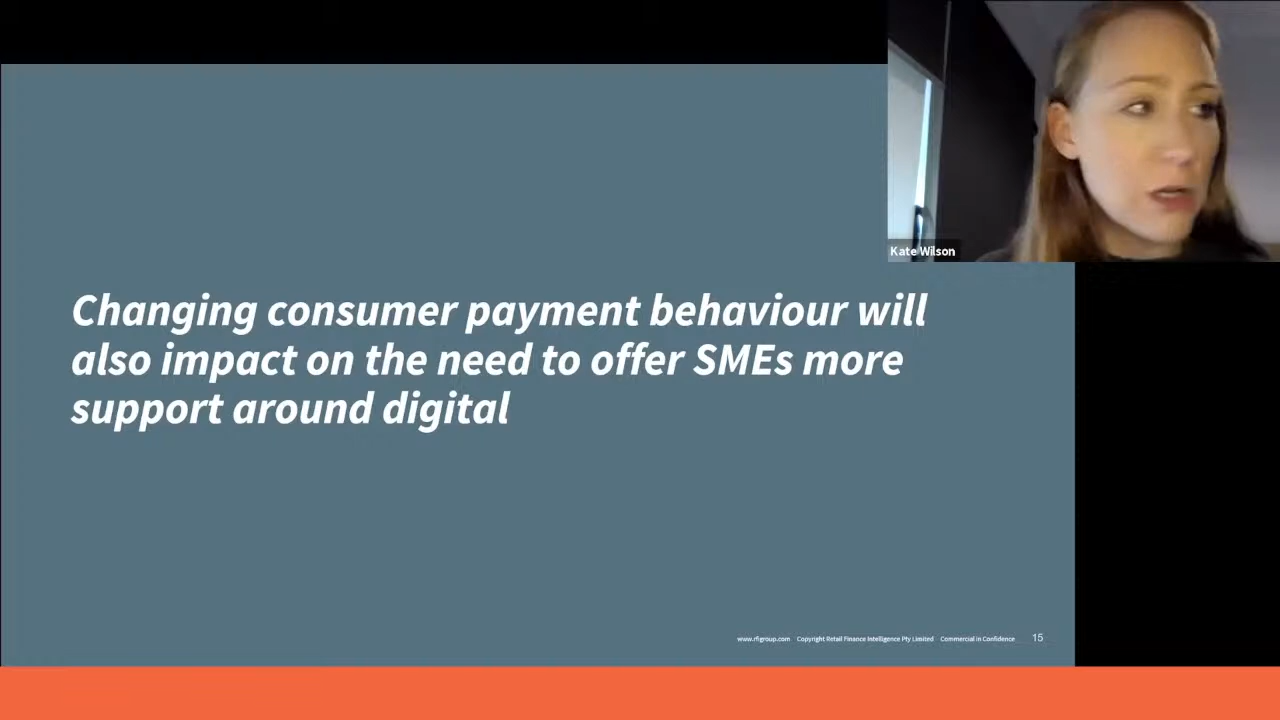 Kate Wilson
Changing consumer payment behaviour will
also impact on the need to offer SMEs more
support around digital
www.rfigroup.com Copyright Retail Finance Intelligence Pty Limited Commercial in Confidence 15